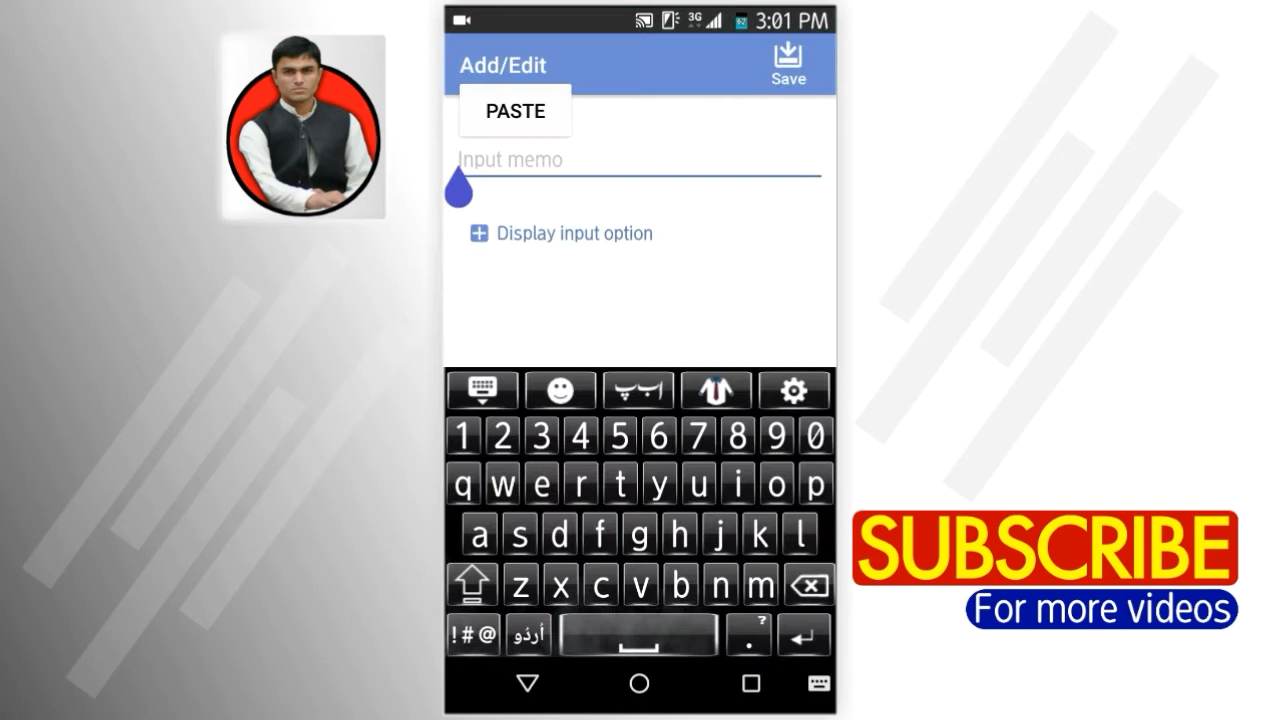 3G 62 3:01 PM
Add/Edit
Save
PASTE
Input memo
Display input option
ا ب پ
1 2 3 4 5 6 7 8 9 0
q w e r t y u i o p
a s d f g h j k l
z x c v b n m
!#@ اُردُو . ?
SUBSCRIBE
For more videos